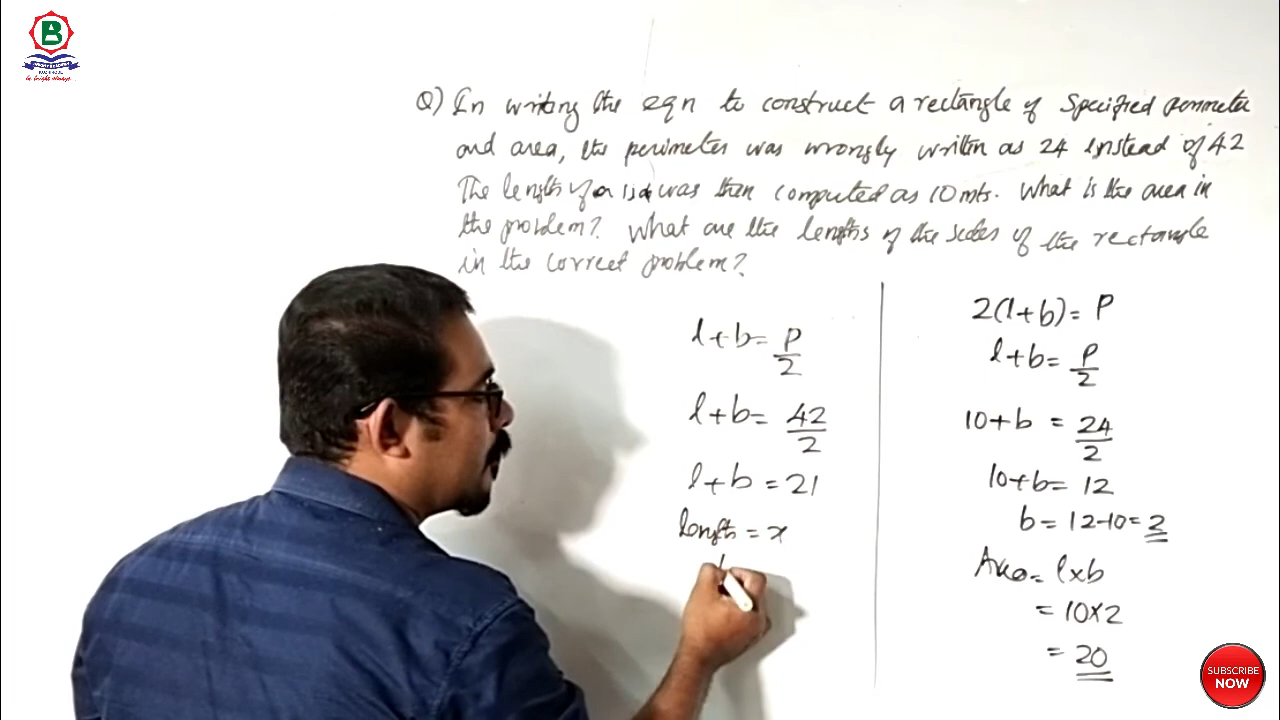 B
In bright always...
Q) In writing the eqn to construct a rectangle of Specified perimeter
and area, the perimeter was wrongly written as 24 instead of 42
The length of a was then computed as 10 mts. What is the area in
the problem? What are the lengths of the sides of the rectangle
in the correct problem?
l+b= P/2
l+b= 42/2
l+b = 21
length = x
2(l+b)= P
l+b= P/2
10+b = 24/2
10+b= 12
b = 12-10= 2
Area= l×b
= 10×2
= 20
SUBSCRIBE
NOW